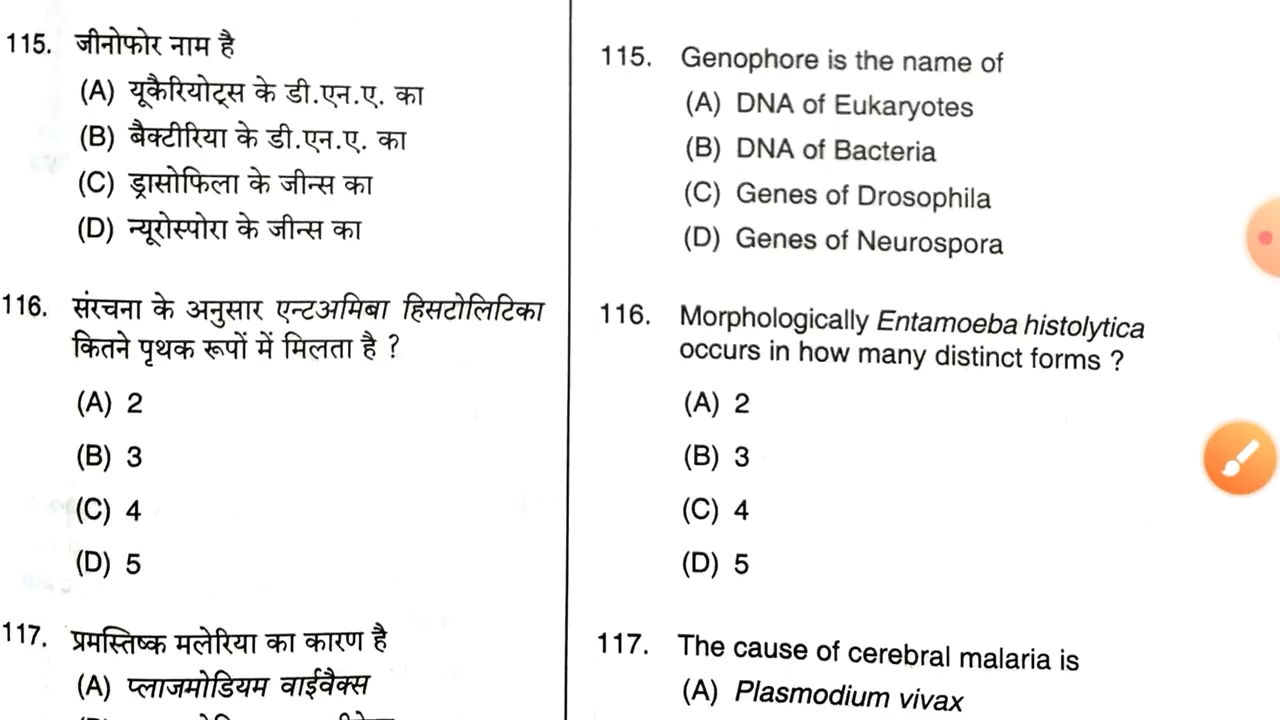 115. जीनोफोर नाम है
(A) यूकैरियोट्स के डी.एन.ए. का
(B) बैक्टीरिया के डी.एन.ए. का
(C) ड्रासोफिला के जीन्स का
(D) न्यूरोस्पोरा के जीन्स का
116. संरचना के अनुसार एन्टअमिबा हिसटोलिटिका
कितने पृथक रूपों में मिलता है ?
(A) 2
(B) 3
(C) 4
(D) 5
117. प्रमस्तिष्क मलेरिया का कारण है
(A) प्लाजमोडियम वाईवैक्स
115. Genophore is the name of
(A) DNA of Eukaryotes
(B) DNA of Bacteria
(C) Genes of Drosophila
(D) Genes of Neurospora
116. Morphologically Entamoeba histolytica
occurs in how many distinct forms ?
(A) 2
(B) 3
(C) 4
(D) 5
117. The cause of cerebral malaria is
(A) Plasmodium vivax